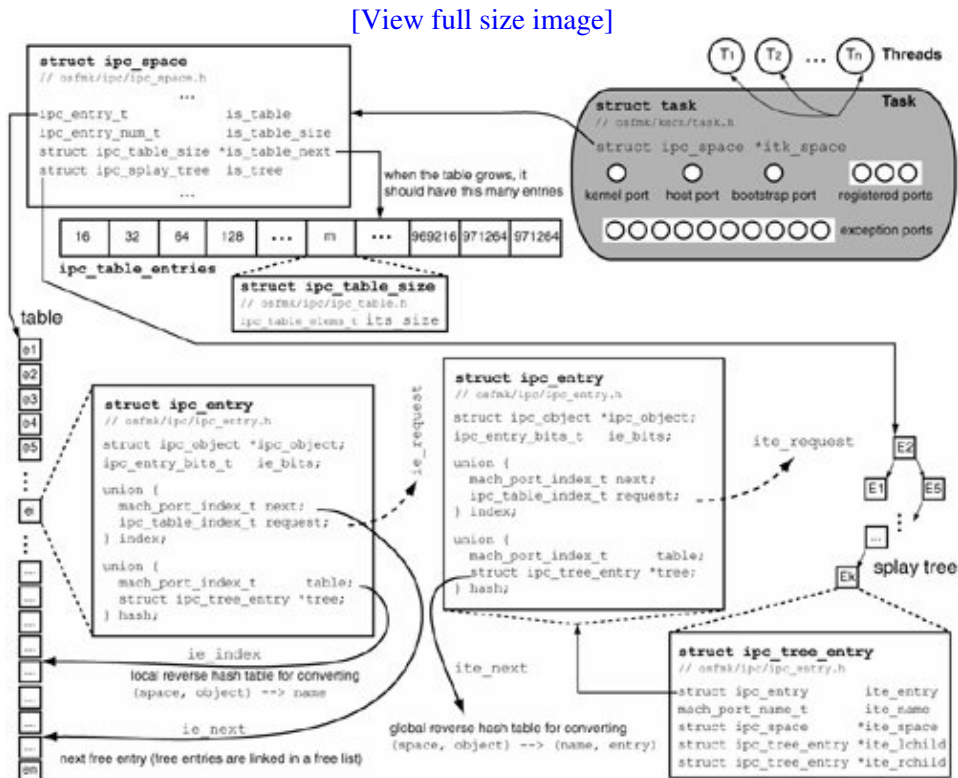 [View full size image]
struct ipc_space
// osfmk/ipc/ipc_space.h
...
ipc_entry_t is_table
ipc_entry_num_t is_table_size
struct ipc_table_size *is_table_next
struct ipc_splay_tree is_tree
...
T1 T2 ... Tn Threads
Task
struct task
// osfmk/kern/task.h
struct ipc_space *itk_space
kernel port host port bootstrap port registered ports
exception ports
when the table grows, it
should have this many entries
16 32 64 128 ... m ... 969216 971264 971264
ipc_table_entries
struct ipc_table_size
// osfmk/ipc/ipc_table.h
ipc_table_elems_t its_size
table
e1
e2
e3
e4
e5
ei
...
...
...
...
...
...
...
...
en
struct ipc_entry
// osfmk/ipc/ipc_entry.h
struct ipc_object *ipc_object;
ipc_entry_bits_t ie_bits;
union {
mach_port_index_t next;
ipc_table_index_t request;
} index;
union {
mach_port_index_t table;
struct ipc_tree_entry *tree;
} hash;
ie_request
ie_index
local reverse hash table for converting
(space, object) --> name
ie_next
next free entry (free entries are linked in a free list)
struct ipc_entry
// osfmk/ipc/ipc_entry.h
struct ipc_object *ipc_object;
ipc_entry_bits_t ie_bits;
union {
mach_port_index_t next;
ipc_table_index_t request;
} index;
union {
mach_port_index_t table;
struct ipc_tree_entry *tree;
} hash;
ite_request
ite_next
global reverse hash table for converting
(space, object) --> (name, entry)
E2
E1 E5
...
Ek
splay tree
struct ipc_tree_entry
// osfmk/ipc/ipc_entry.h
struct ipc_entry ite_entry
mach_port_name_t ite_name
struct ipc_space *ite_space
struct ipc_tree_entry *ite_lchild
struct ipc_tree_entry *ite_rchild